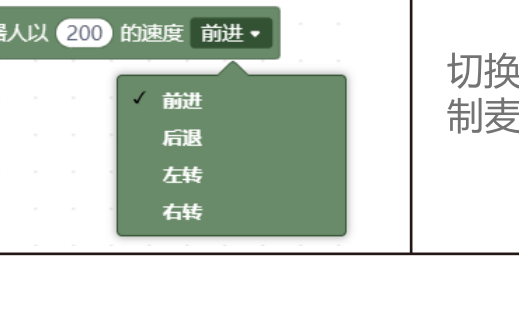 器人以 200 的速度 前进
前进
后退
左转
右转
切换
制麦